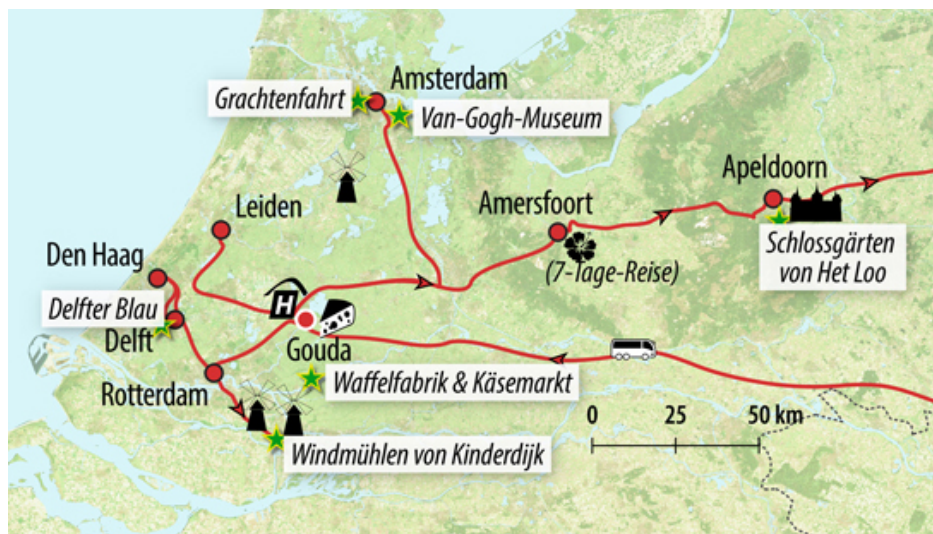 Amsterdam
Grachtenfahrt
Van-Gogh-Museum
Apeldoorn
Leiden
Amersfoort
Schlossgärten
von Het Loo
Den Haag
(7-Tage-Reise)
Delfter Blau
H
Delft
Gouda
Rotterdam
Waffelfabrik & Käsemarkt
0 25 50 km
Windmühlen von Kinderdijk